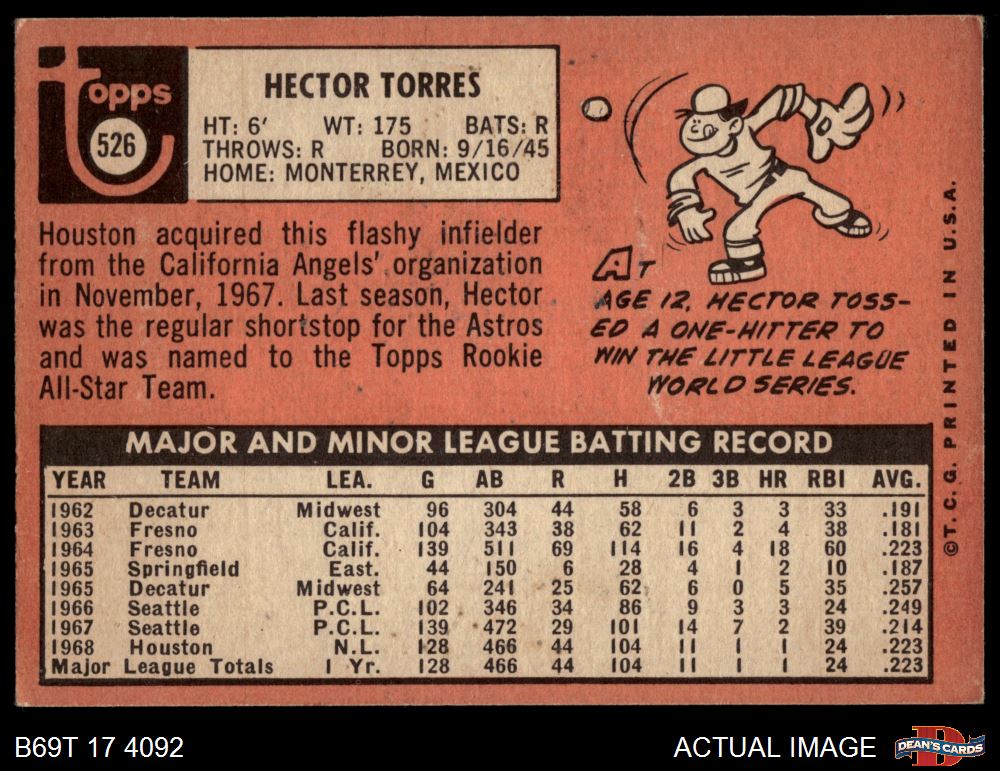 Topps
526
HECTOR TORRES
HT: 6' WT: 175 BATS: R
THROWS: R BORN: 9/16/45
HOME: MONTERREY, MEXICO
Houston acquired this flashy infielder
from the California Angels' organization
in November, 1967. Last season, Hector
was the regular shortstop for the Astros
and was named to the Topps Rookie
All-Star Team.
AT
AGE 12, HECTOR TOSS-
ED A ONE-HITTER TO
WIN THE LITTLE LEAGUE
WORLD SERIES.
©T.C.G. PRINTED IN U.S.A.
MAJOR AND MINOR LEAGUE BATTING RECORD
YEAR TEAM LEA. G AB R H 2B 3B HR RBI AVG.
1962 Decatur Midwest 96 304 44 58 6 3 3 33 .191
1963 Fresno Calif. 104 343 38 62 11 2 4 38 .181
1964 Fresno Calif. 139 511 69 114 16 4 18 60 .223
1965 Springfield East. 44 150 6 28 4 1 2 10 .187
1965 Decatur Midwest 64 241 25 62 6 0 5 35 .257
1966 Seattle P.C.L. 102 346 34 86 9 3 3 24 .249
1967 Seattle P.C.L. 139 472 29 101 14 7 2 39 .214
1968 Houston N.L. 128 466 44 104 11 1 1 24 .223
Major League Totals 1 Yr. 128 466 44 104 11 1 1 24 .223
B69T 17 4092
ACTUAL IMAGE
DEAN'S CARDS